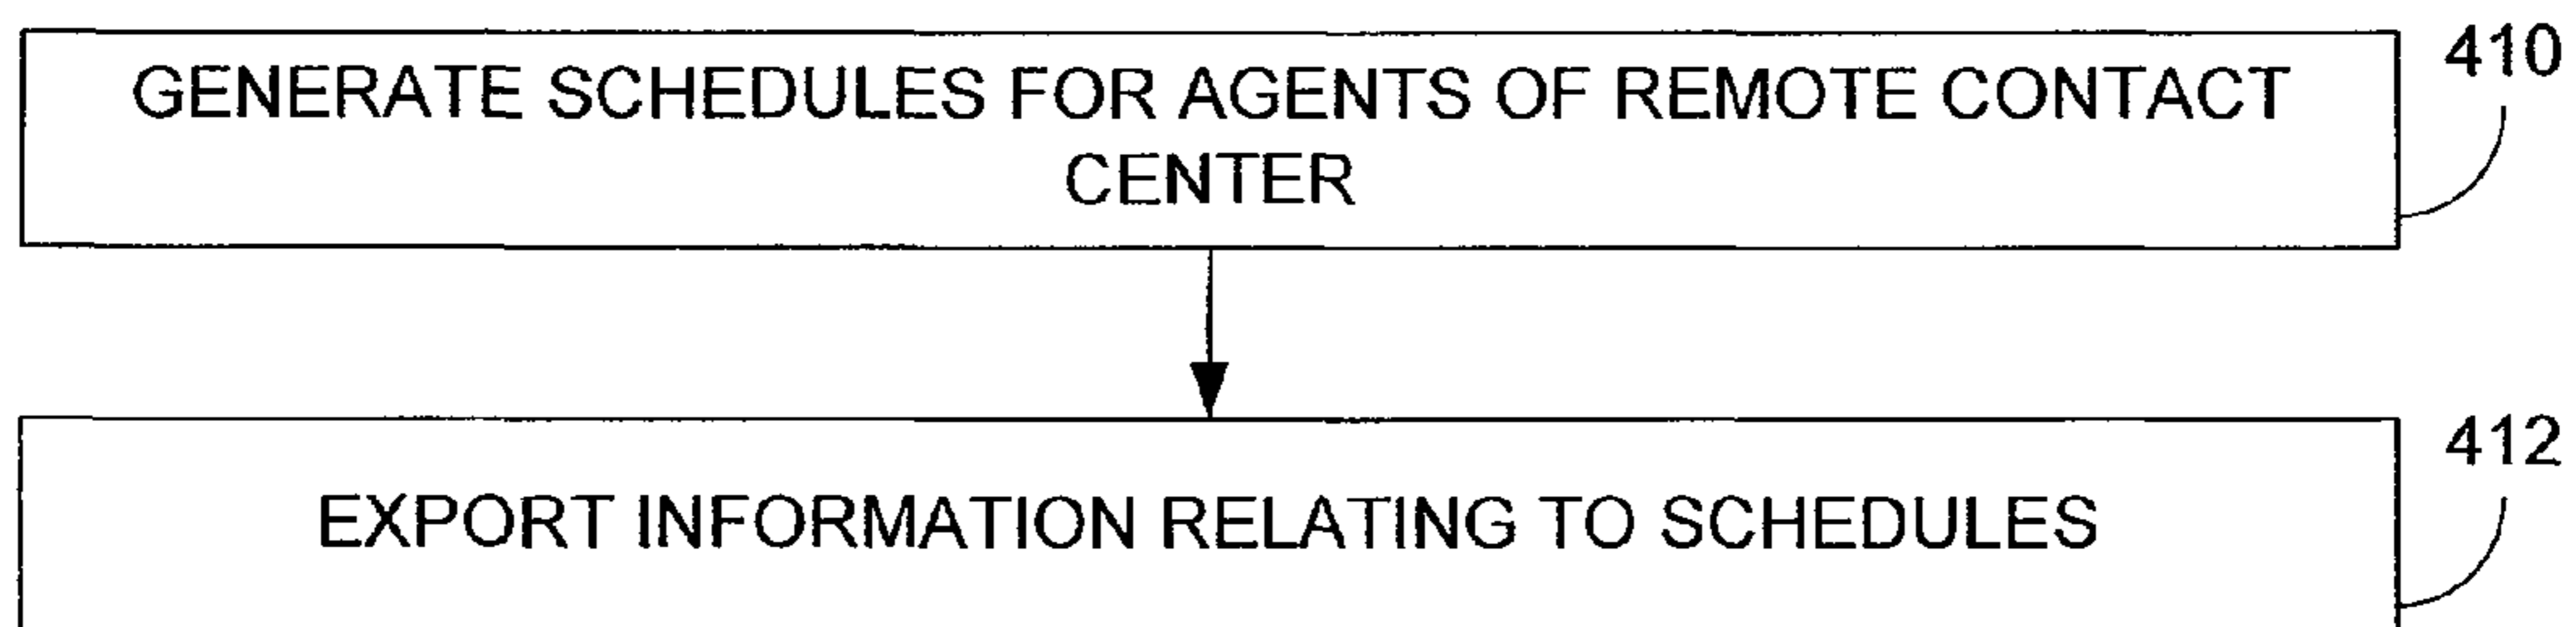 GENERATE SCHEDULES FOR AGENTS OF REMOTE CONTACT
CENTER
410
EXPORT INFORMATION RELATING TO SCHEDULES
412